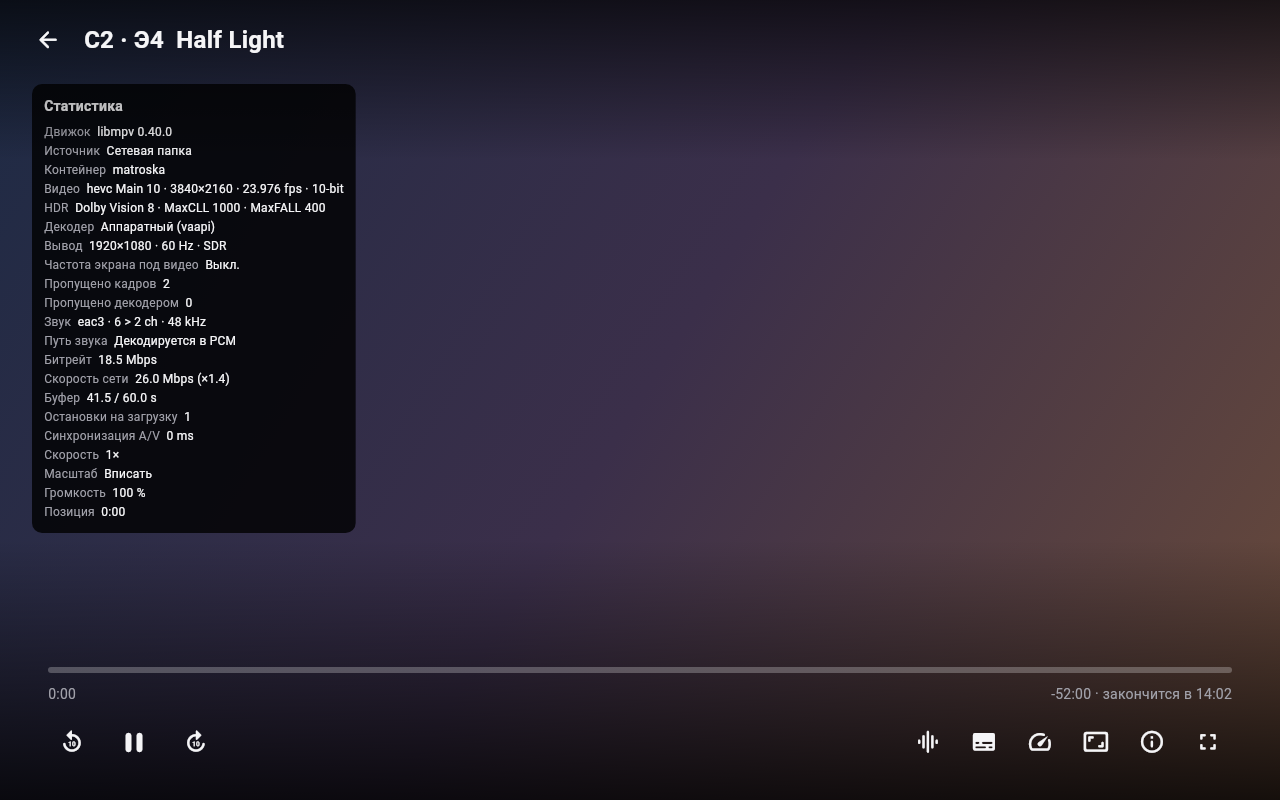 С2 · Э4 Half Light
Статистика
Движок libmpv 0.40.0
Источник Сетевая папка
Контейнер matroska
Видео hevc Main 10 · 3840×2160 · 23.976 fps · 10-bit
HDR Dolby Vision 8 · MaxCLL 1000 · MaxFALL 400
Декодер Аппаратный (vaapi)
Вывод 1920×1080 · 60 Hz · SDR
Частота экрана под видео Выкл.
Пропущено кадров 2
Пропущено декодером 0
Звук eac3 · 6 > 2 ch · 48 kHz
Путь звука Декодируется в PCM
Битрейт 18.5 Mbps
Скорость сети 26.0 Mbps (×1.4)
Буфер 41.5 / 60.0 s
Остановки на загрузку 1
Синхронизация A/V 0 ms
Скорость 1×
Масштаб Вписать
Громкость 100 %
Позиция 0:00
0:00
-52:00 · закончится в 14:02
10
10